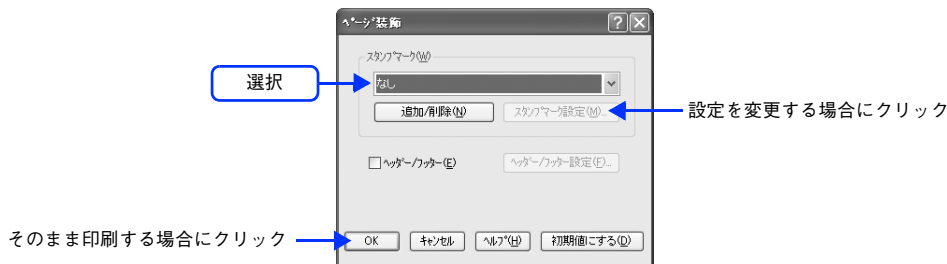 ページ装飾
スタンプマーク(W)
選択
なし
追加/削除(N)
スタンプマーク設定(M)...
設定を変更する場合にクリック
ヘッダー/フッター(E)
ヘッダー/フッター設定(F)...
そのまま印刷する場合にクリック
OK
キャンセル
ヘルプ(H)
初期値にする(D)